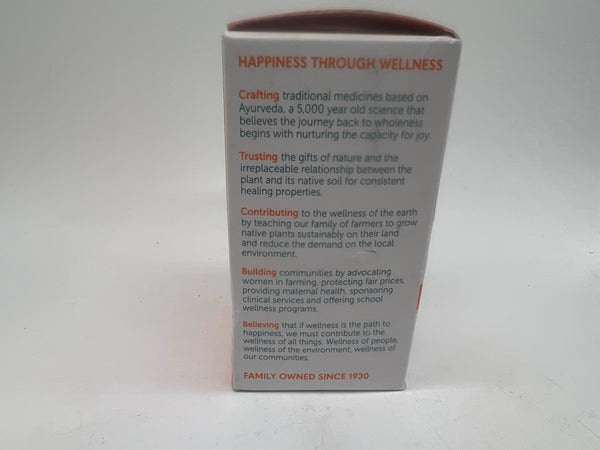 HAPPINESS THROUGH WELLNESS
Crafting traditional medicines based on
Ayurveda, a 5,000 year old science that
believes the journey back to wholeness
begins with nurturing the capacity for joy.
Trusting the gifts of nature and the
irreplaceable relationship between the
plant and its native soil for consistent
healing properties.
Contributing to the wellness of the earth
by teaching our family of farmers to grow
native plants sustainably on their land
and reduce the demand on the local
environment.
Building communities by advocating
women in farming, protecting fair prices,
providing maternal health, sponsoring
clinical services and offering school
wellness programs.
Believing that if wellness is the path to
happiness, we must contribute to the
wellness of all things. Wellness of people,
wellness of the environment, wellness of
our communities.
FAMILY OWNED SINCE 1930